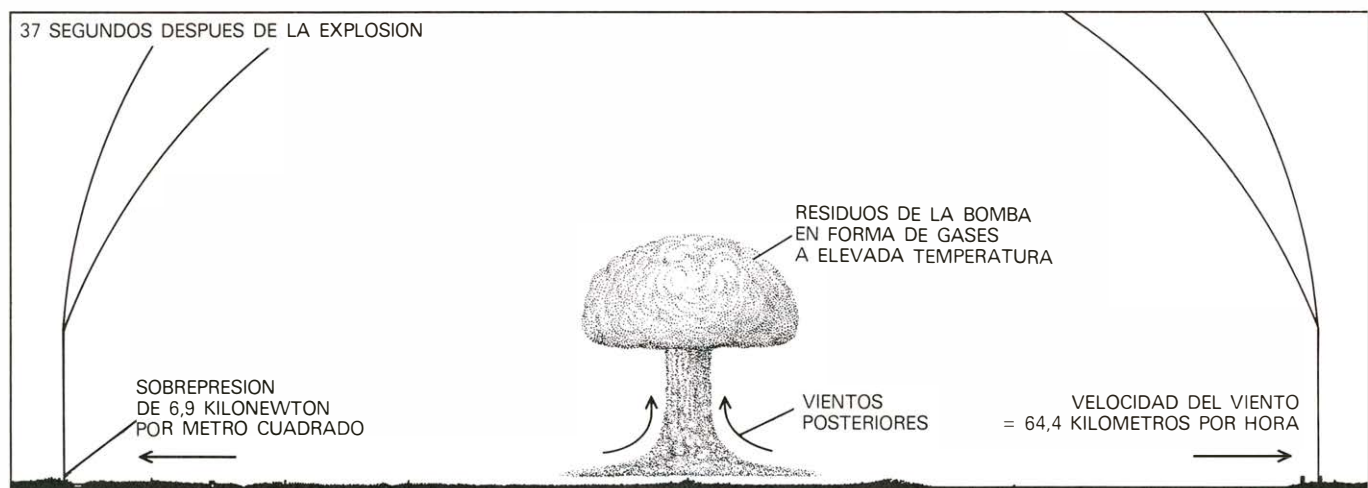 37 SEGUNDOS DESPUES DE LA EXPLOSION
RESIDUOS DE LA BOMBA
EN FORMA DE GASES
A ELEVADA TEMPERATURA
SOBREPRESION
DE 6,9 KILONEWTON
POR METRO CUADRADO
VIENTOS
POSTERIORES
VELOCIDAD DEL VIENTO
= 64,4 KILOMETROS POR HORA